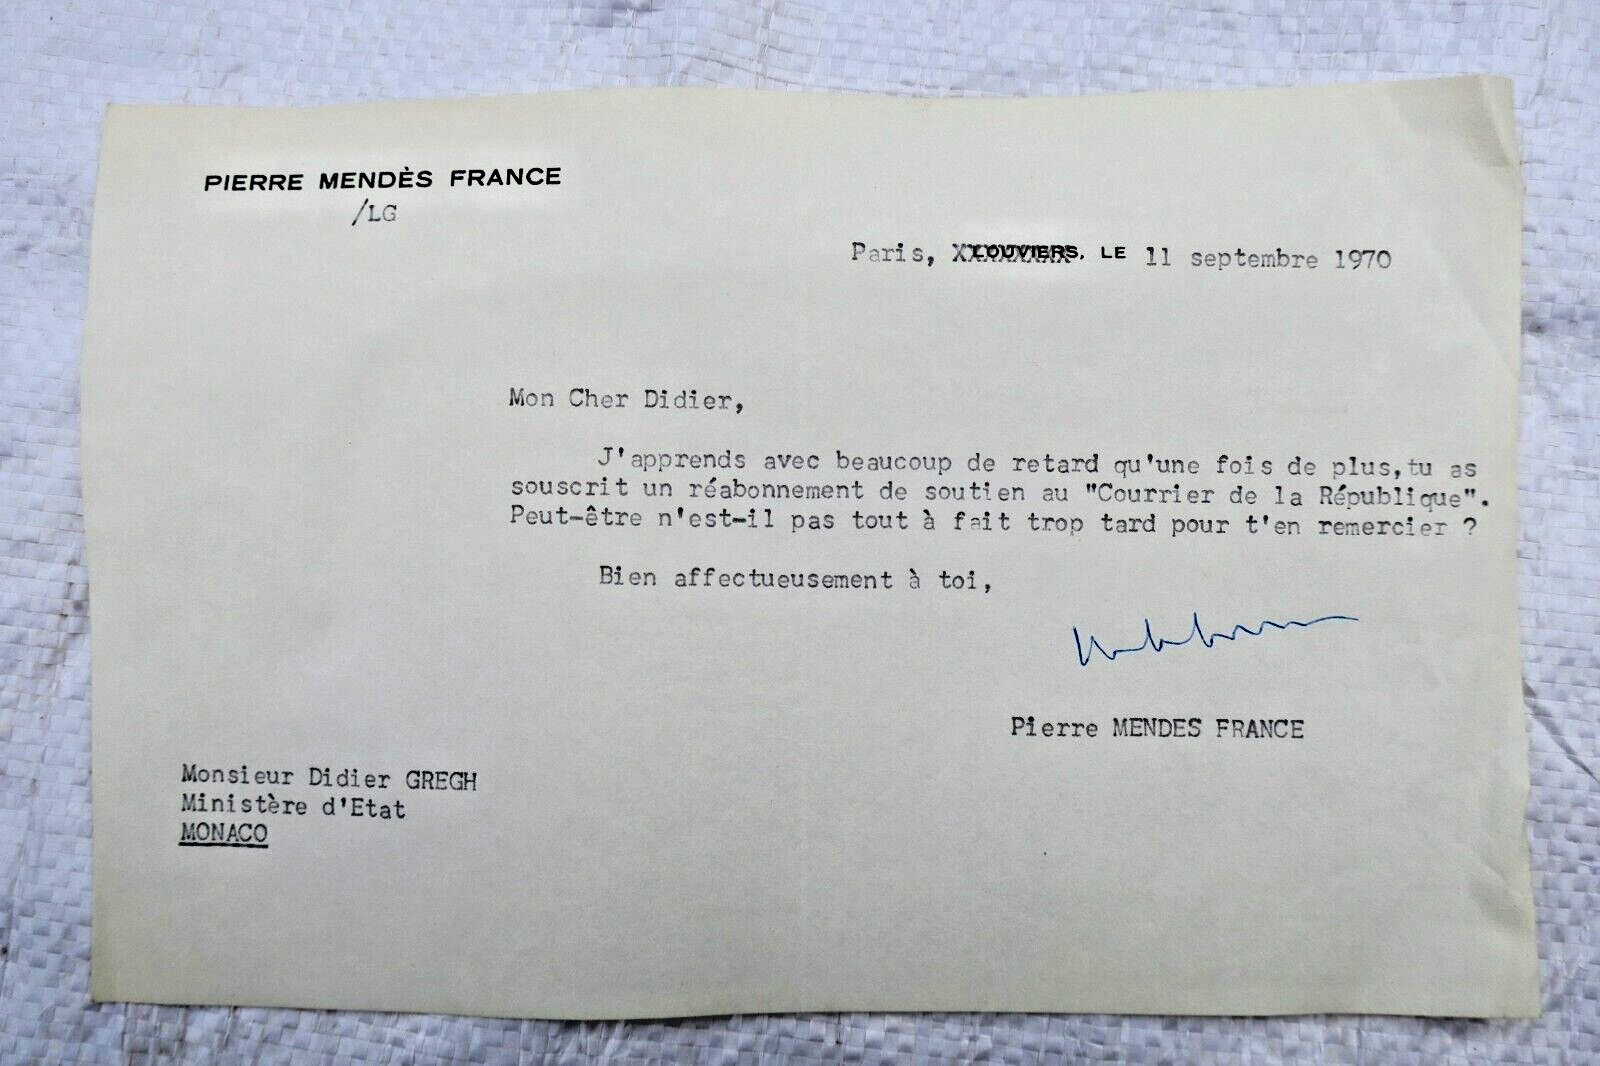 PIERRE MENDÈS FRANCE
/LG
Paris, XXXXXXXX LOUVIERS, LE 11 septembre 1970
Mon Cher Didier,
J'apprends avec beaucoup de retard qu'une fois de plus, tu as
souscrit un réabonnement de soutien au "Courrier de la République".
Peut-être n'est-il pas tout à fait trop tard pour t'en remercier ?
Bien affectueusement à toi,
Pierre MENDES FRANCE
Monsieur Didier GREGH
Ministère d'Etat
MONACO